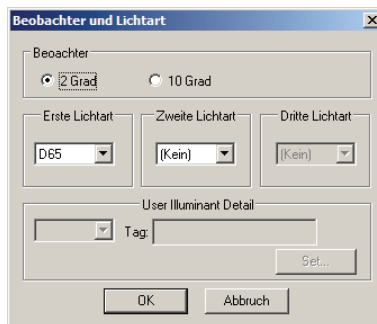 Beobachter und Lichtart
Beoachter
2 Grad
10 Grad
Erste Lichtart
Zweite Lichtart
Dritte Lichtart
D65
(Kein)
(Kein)
User Illuminant Detail
Tag:
Set...
OK
Abbruch